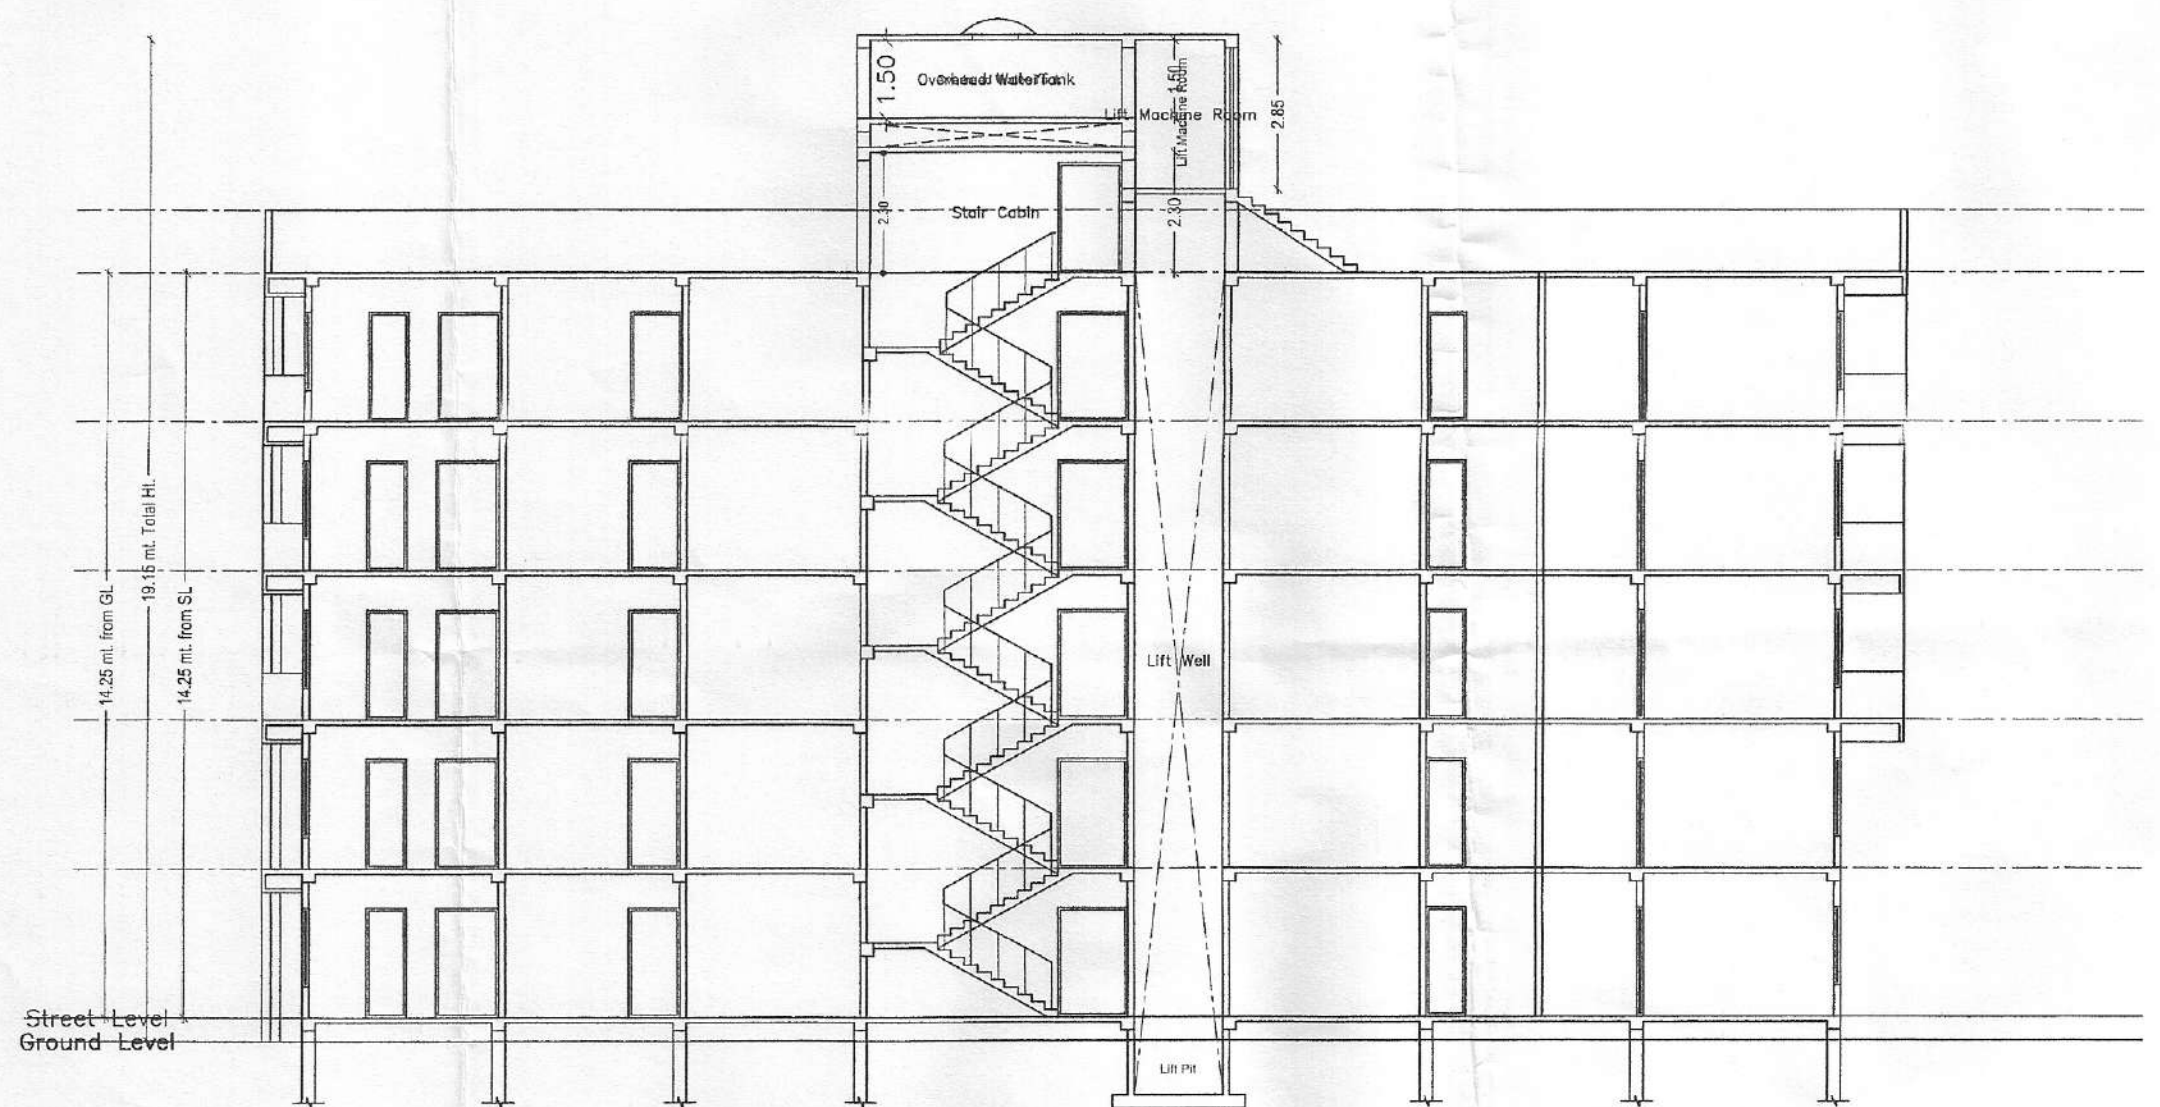 1.50
Overhead WaterTank
Lift Machine Room
1.50
Lift Machine Room
2.85
2.30
Stair Cabin
2.30
14.25 mt. from GL
19.15 mt. Total Ht.
14.25 mt. from SL
Lift Well
Street Level
Ground Level
Lift Pit